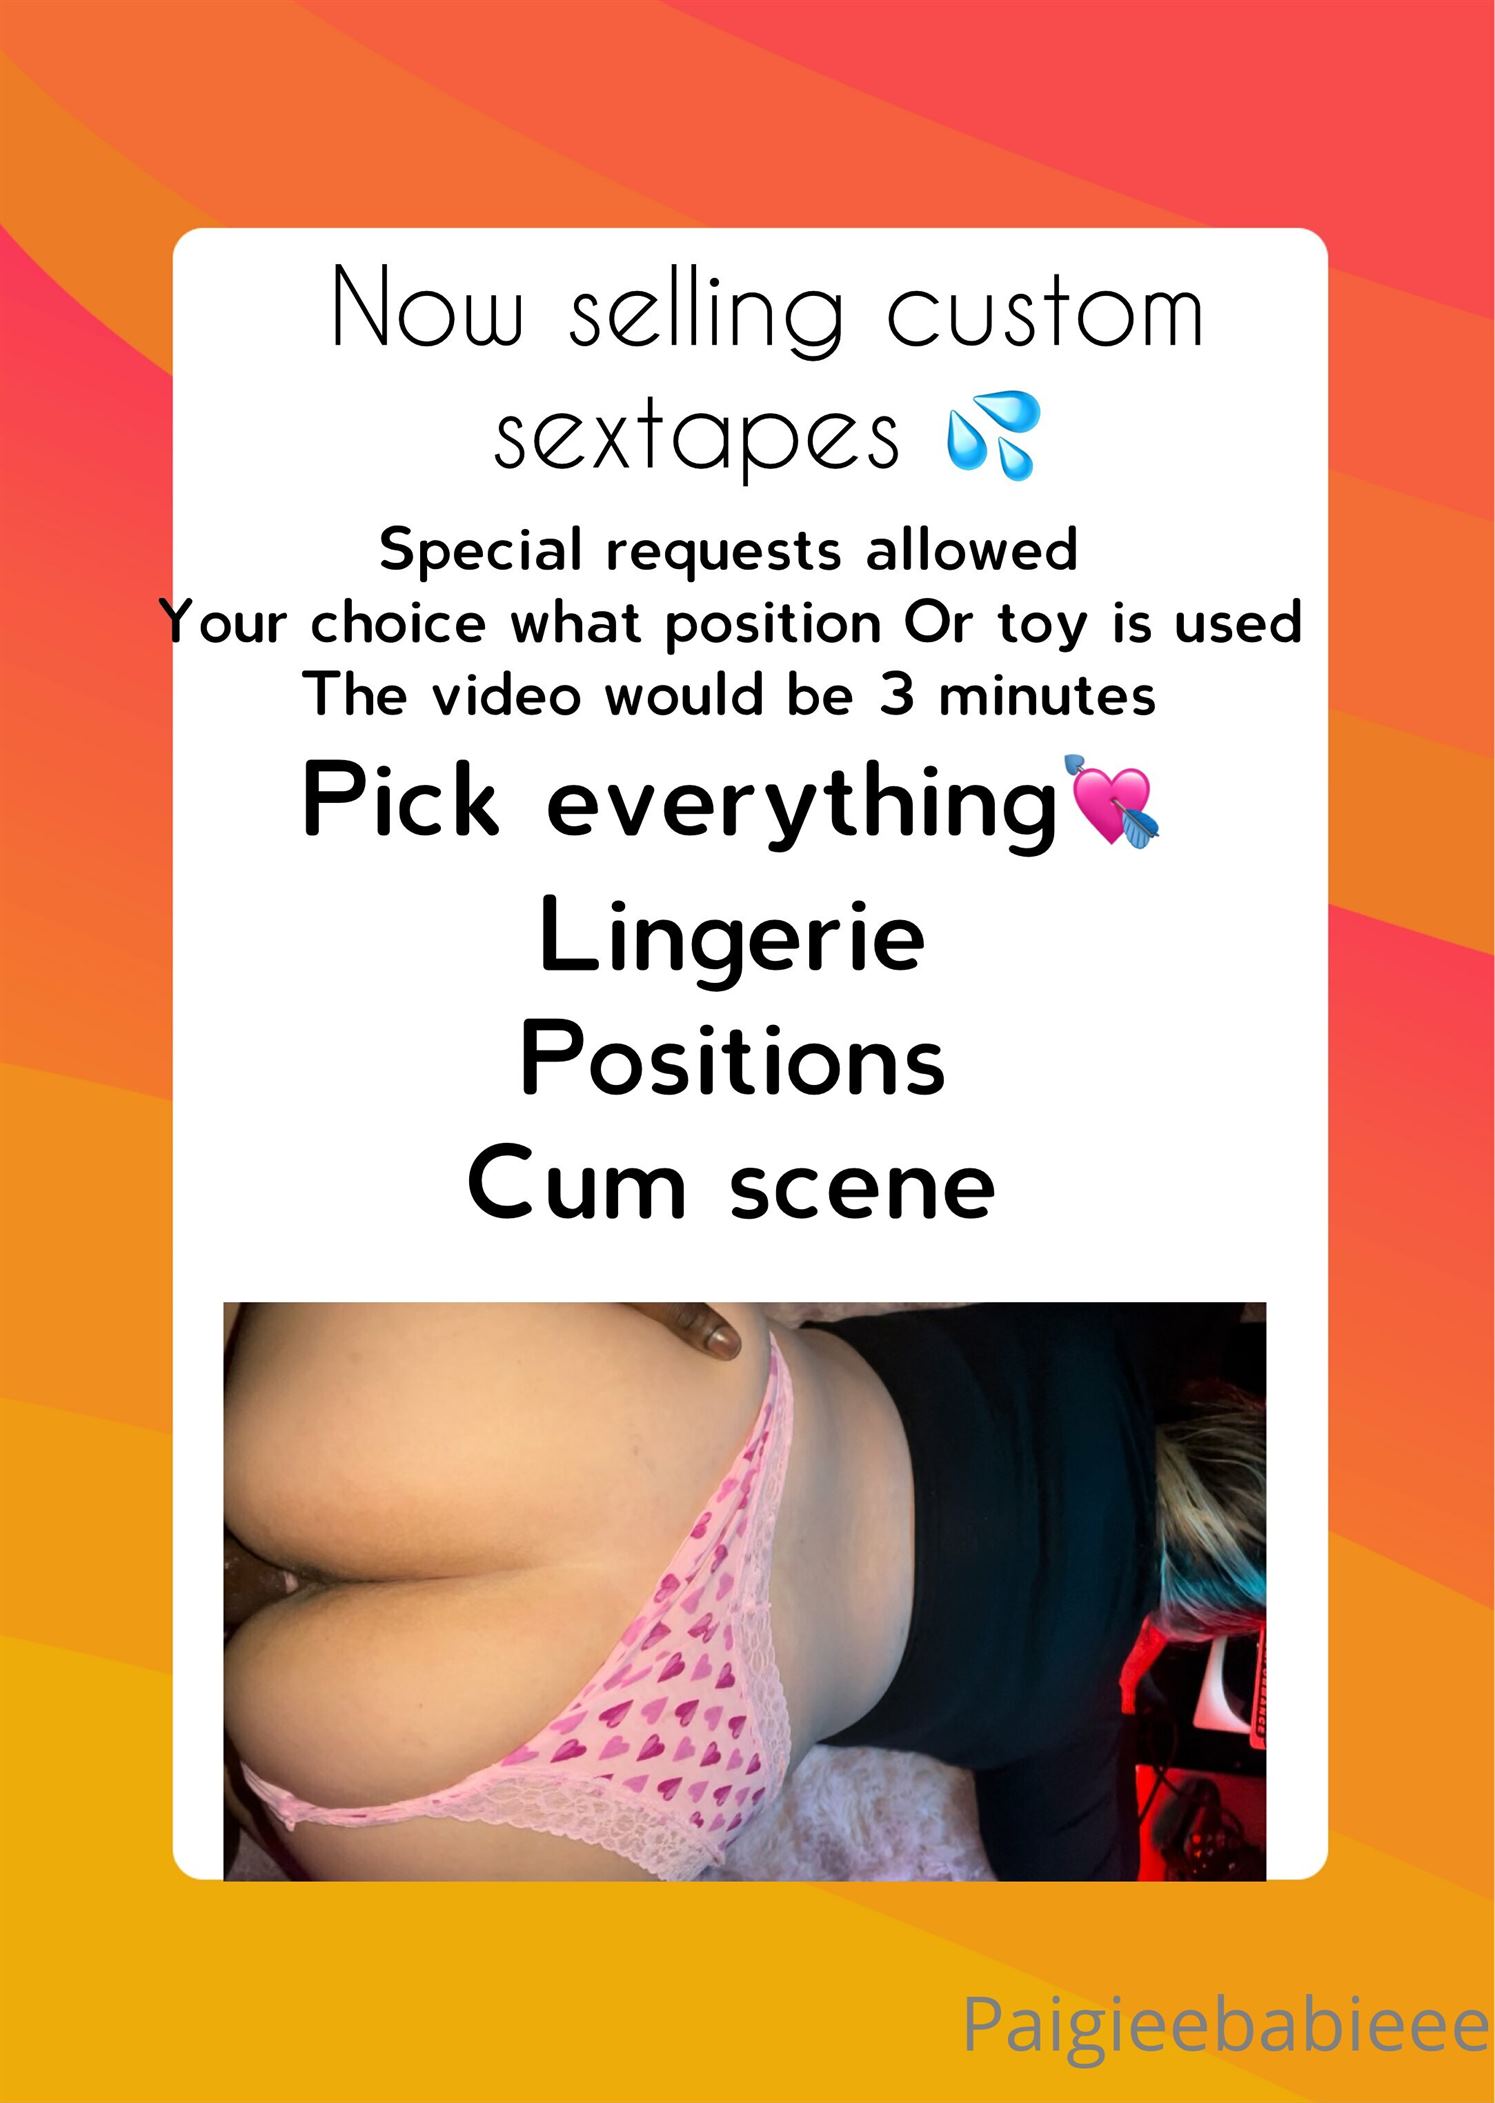 Now selling custom
sextapes 💦
Special requests allowed
Your choice what position Or toy is used
The video would be 3 minutes
Pick everything💘
Lingerie
Positions
Cum scene
Paigieebabieee